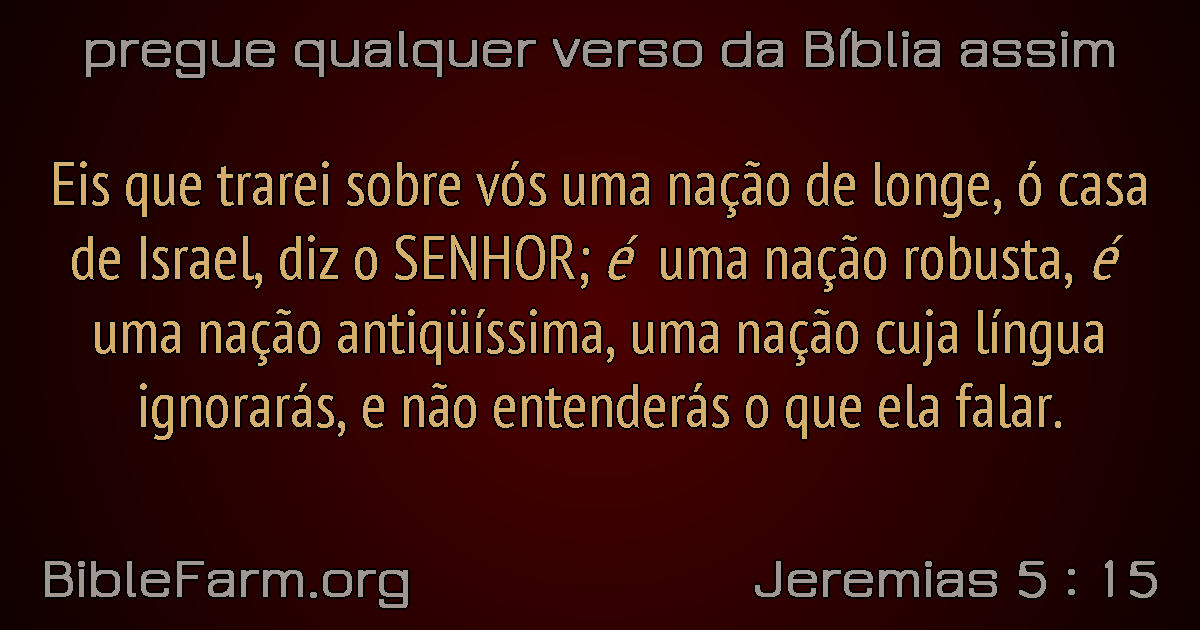 pregue qualquer verso da Bíblia assim
Eis que trarei sobre vós uma nação de longe, ó casa
de Israel, diz o SENHOR; é uma nação robusta, é
uma nação antiqüíssima, uma nação cuja língua
ignorarás, e não entenderás o que ela falar.
BibleFarm.org
Jeremias 5 : 15